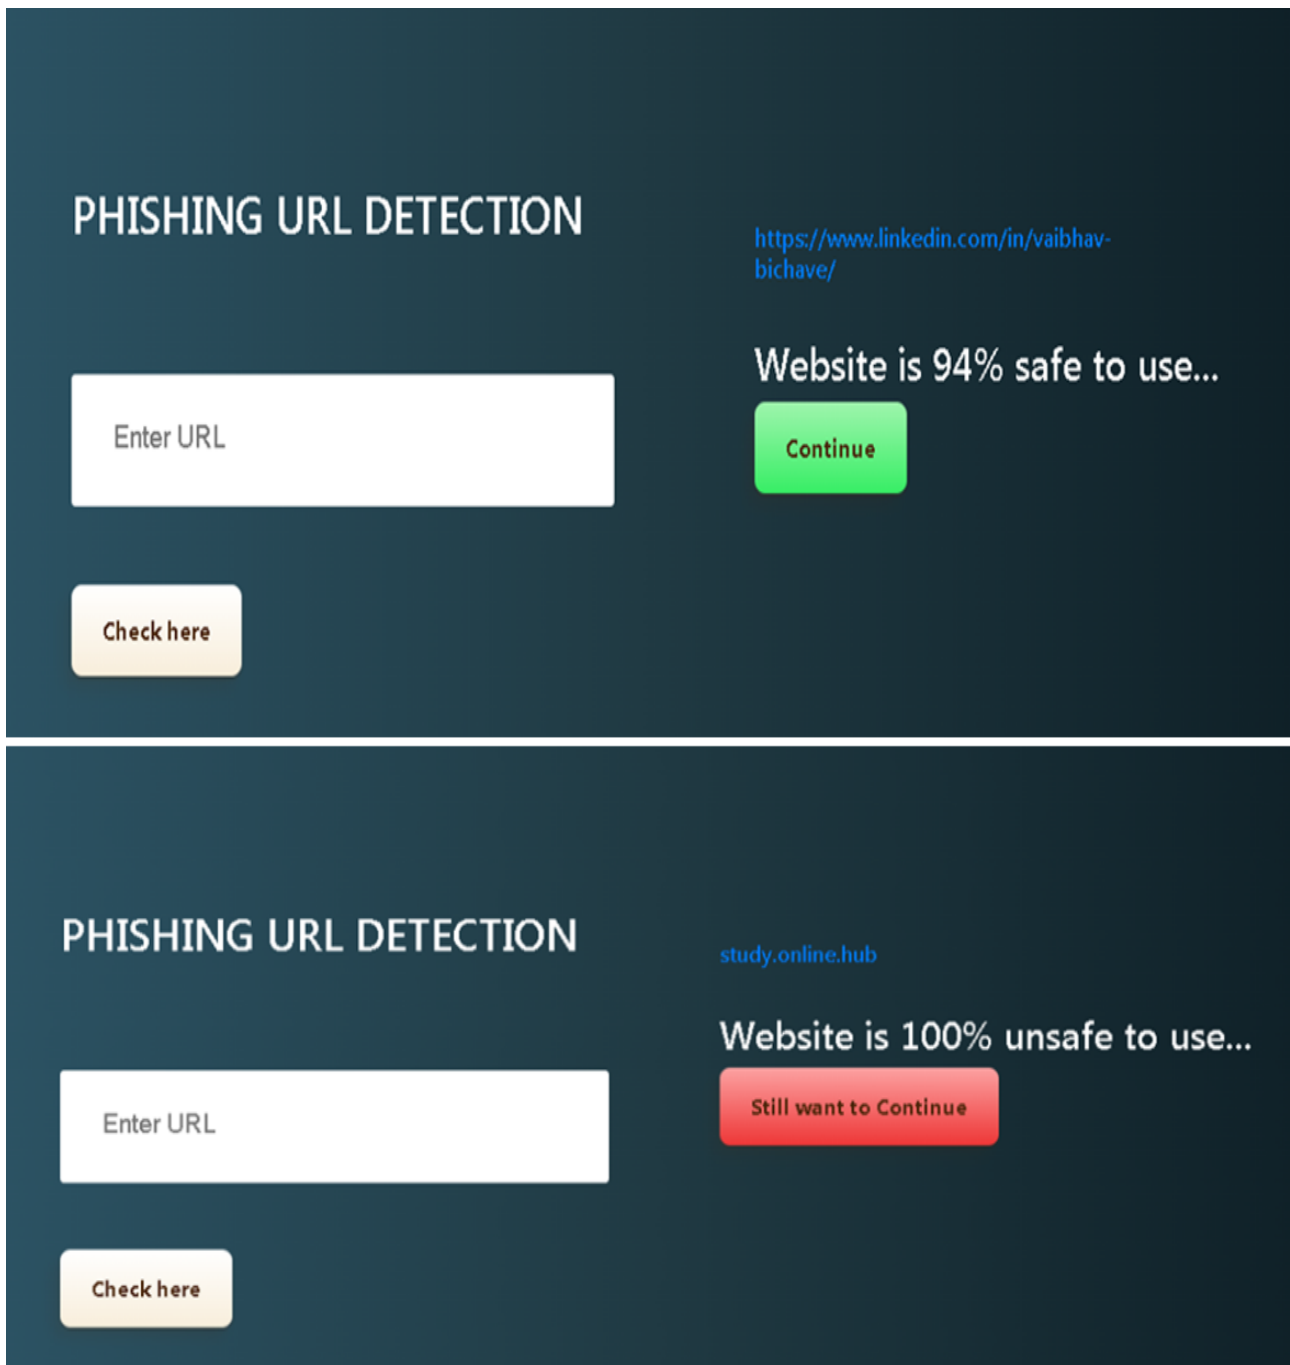 PHISHING URL DETECTION
https://www.linkedin.com/in/vaibhav-
bichave/
Website is 94% safe to use...
Enter URL
Continue
Check here
PHISHING URL DETECTION
study.online.hub
Website is 100% unsafe to use...
Enter URL
Still want to Continue
Check here